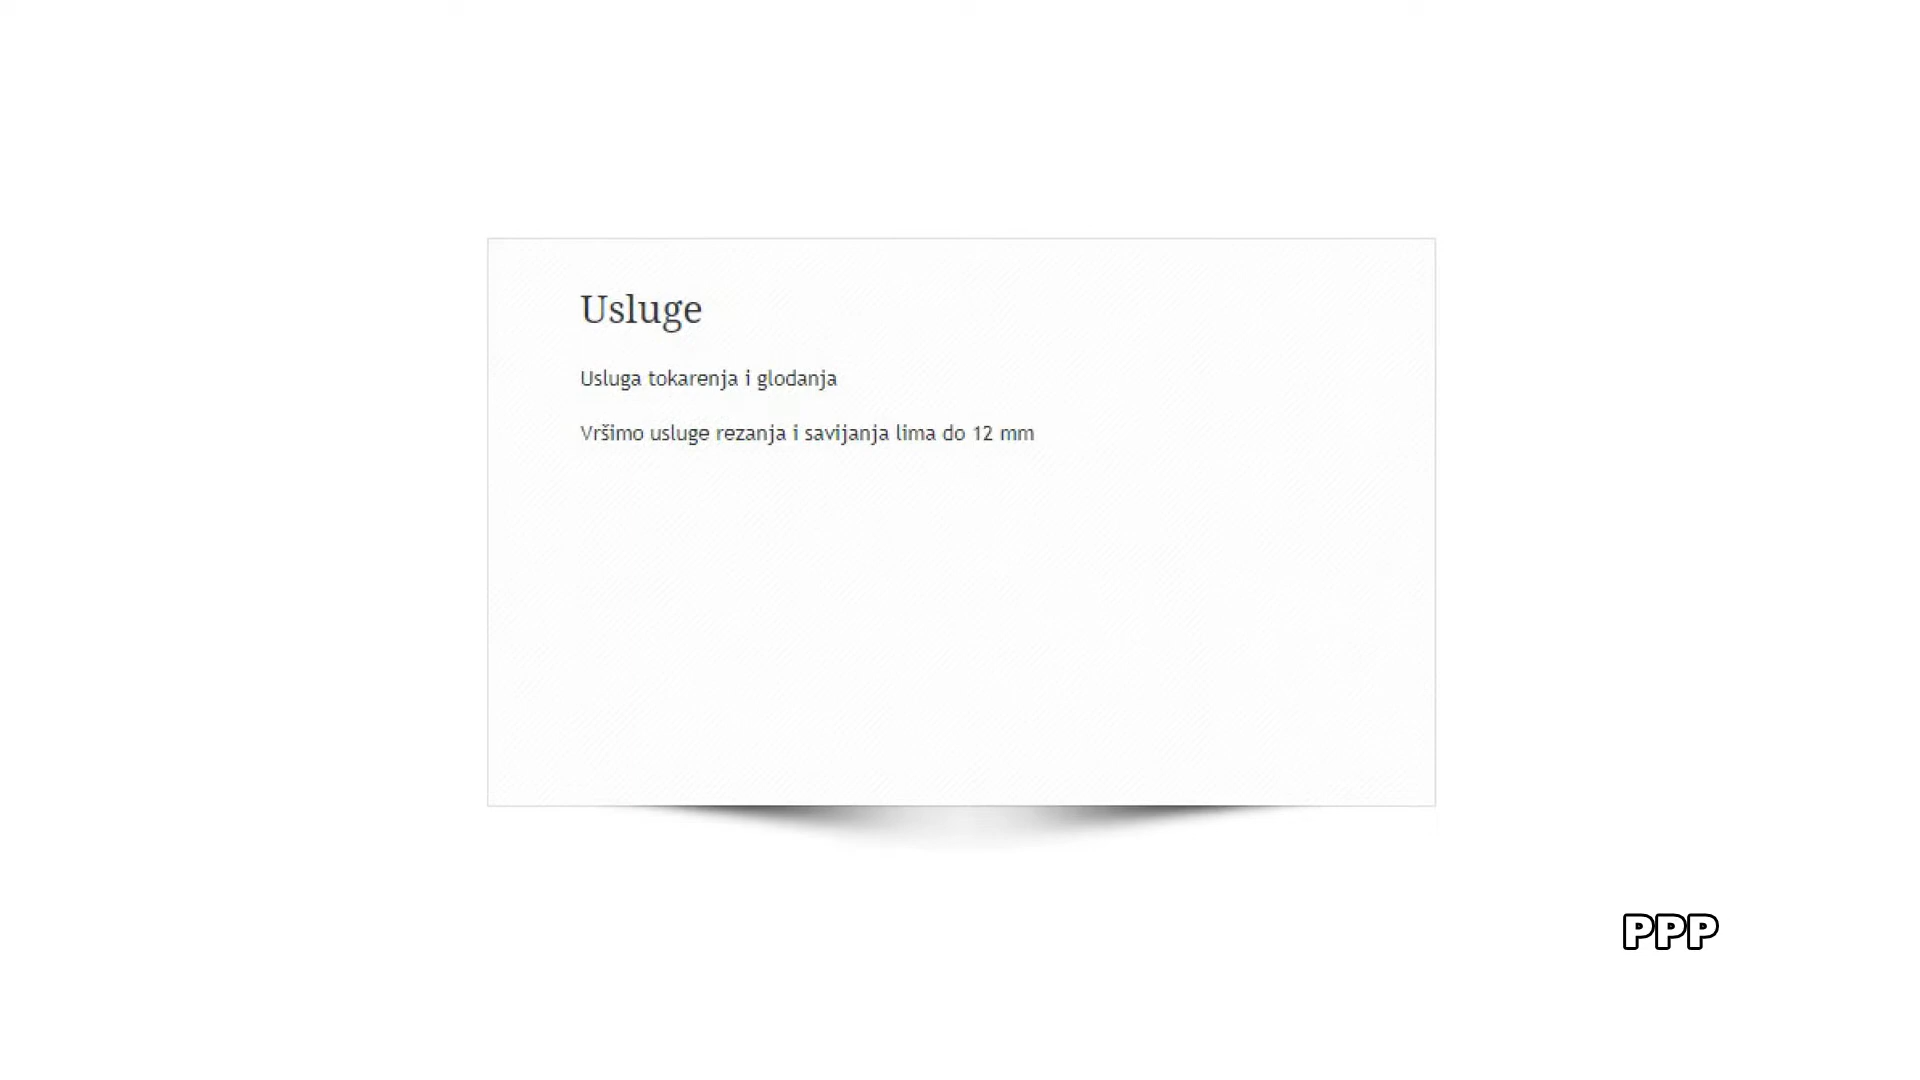 Usluge
Usluga tokarenja i glodanja
Vršimo usluge rezanja i savijanja lima do 12 mm
PPP